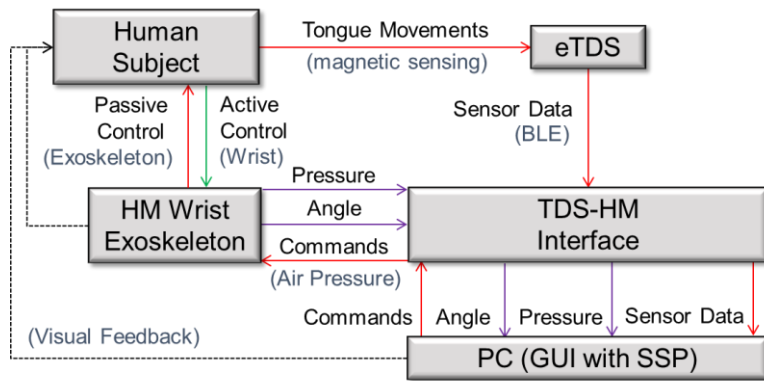 Human
Subject
Tongue Movements
(magnetic sensing)
eTDS
Passive
Control
(Exoskeleton)
Active
Control
(Wrist)
Sensor Data
(BLE)
HM Wrist
Exoskeleton
Pressure
Angle
Commands
(Air Pressure)
TDS-HM
Interface
(Visual Feedback)
Commands
Angle
Pressure
Sensor Data
PC (GUI with SSP)